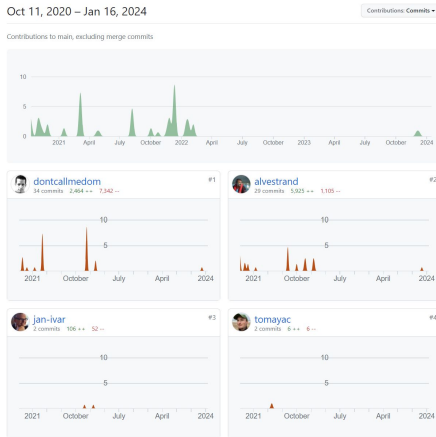 Oct 11, 2020 – Jan 16, 2024
Contributions: Commits
Contributions to main, excluding merge commits
10
5
0
2021 April July October 2022 April July October 2023 April July October 2024
dontcallmedom #1
34 commits 2,464 ++ 7,342 --
10
5
2021 October July April 2024
alvestrand #2
29 commits 5,925 ++ 1,105 --
10
5
2021 October July April 2024
jan-ivar #3
2 commits 106 ++ 52 --
10
5
2021 October July April 2024
tomayac #4
2 commits 6 ++ 6 --
10
5
2021 October July April 2024